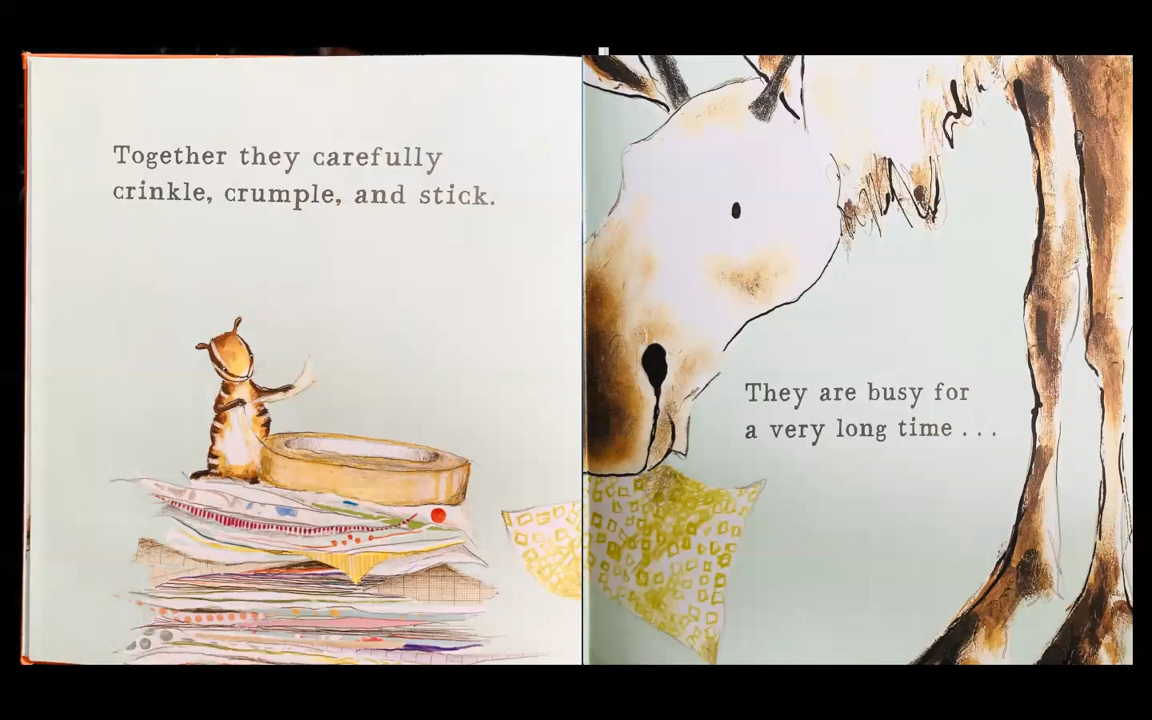 Together they carefully
crinkle, crumple, and stick.
They are busy for
a very long time . . .